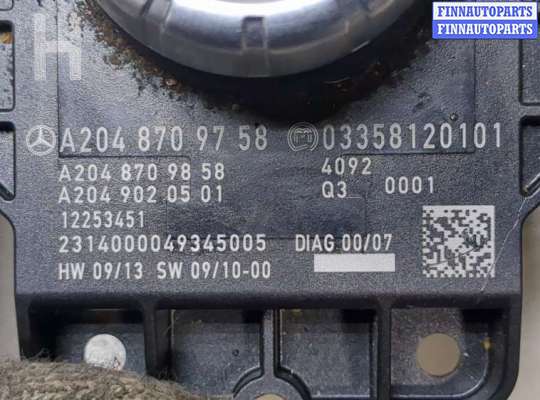 FINNAUTOPARTS
FINNAUTOPARTS
H
A204 870 97 58 03358120101
A204 870 98 58 4092
A204 902 05 01 Q3 0001
12253451
2314000049345005 DIAG 00/07
HW 09/13 SW 09/10-00